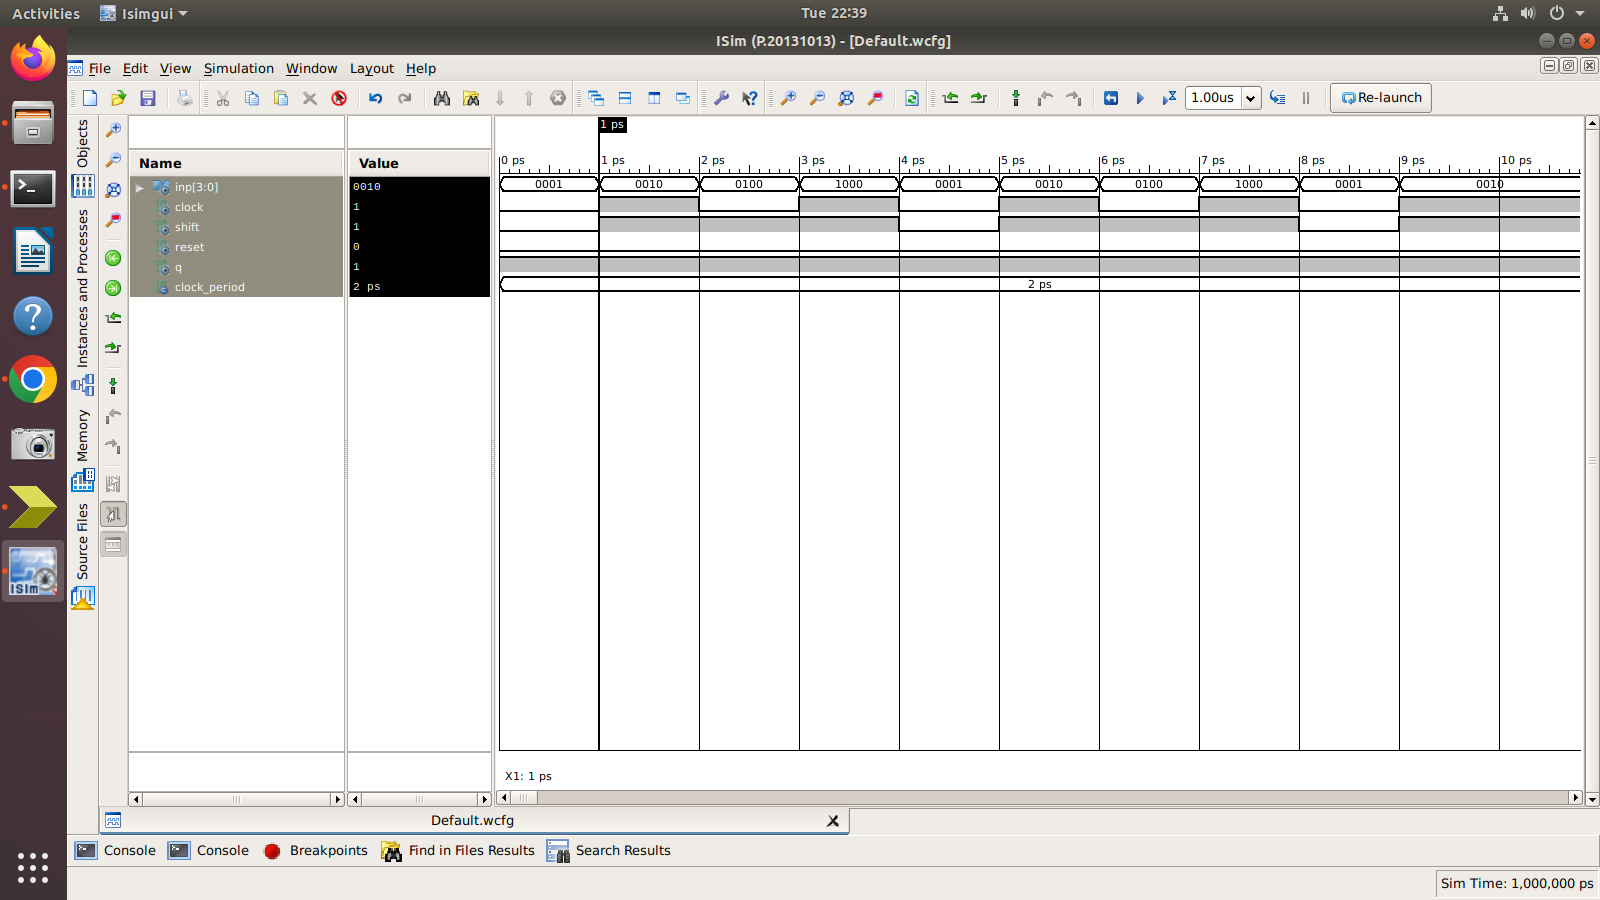 Activities
Isimgui
Tue 22:39
ISim (P.20131013) - [Default.wcfg]
File Edit View Simulation Window Layout Help
1.00us
Re-launch
Objects
Instances and Processes
Memory
Source Files
Name
Value
inp[3:0]
0010
clock
1
shift
1
reset
0
q
1
clock_period
2 ps
1 ps
0 ps 1 ps 2 ps 3 ps 4 ps 5 ps 6 ps 7 ps 8 ps 9 ps 10 ps
0001 0010 0100 1000 0001 0010 0100 1000 0001 0010
2 ps
X1: 1 ps
Default.wcfg
Console Console Breakpoints Find in Files Results Search Results
Sim Time: 1,000,000 ps
ISim